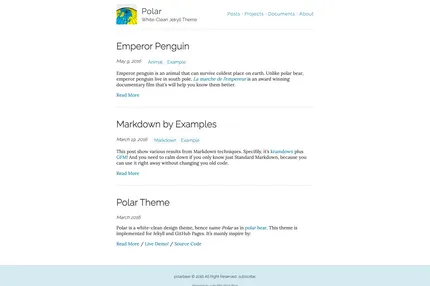 Polar
White-Clean Jekyll Theme
Posts · Projects · Documents · About
Emperor Penguin
May 9, 2016 Animal Example
Emperor penguin is an animal that can survive coldest place on earth. Unlike polar bear,
emperor penguin live in south pole. La marche de l'empereur is an award winning
documentary film that's will help you know them better.
Read More
Markdown by Examples
March 19, 2016 Markdown Example
This post show various results from Markdown techniques. Specifily, it's kramdown plus
GFM! And you need to calm down if you only know just Standard Markdown, because you
can use it right away without changing you old code.
Read More
Polar Theme
March 2016
Polar is a white-clean design theme, hence name Polar as in polar-bear. This theme is
implemented for Jekyll and GitHub Pages. It's mainly inspire by:
Read More / Live Demo! / Source Code
© 2016 All Right Reserved.